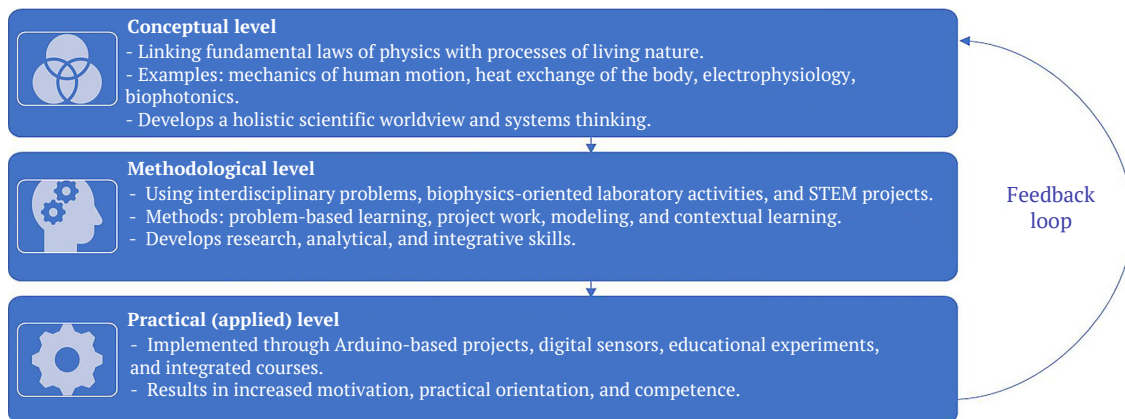 Conceptual level
- Linking fundamental laws of physics with processes of living nature.
- Examples: mechanics of human motion, heat exchange of the body, electrophysiology,
biophotonics.
- Develops a holistic scientific worldview and systems thinking.
Methodological level
- Using interdisciplinary problems, biophysics-oriented laboratory activities, and STEM projects.
- Methods: problem-based learning, project work, modeling, and contextual learning.
- Develops research, analytical, and integrative skills.
Feedback
loop
Practical (applied) level
- Implemented through Arduino-based projects, digital sensors, educational experiments,
and integrated courses.
- Results in increased motivation, practical orientation, and competence.